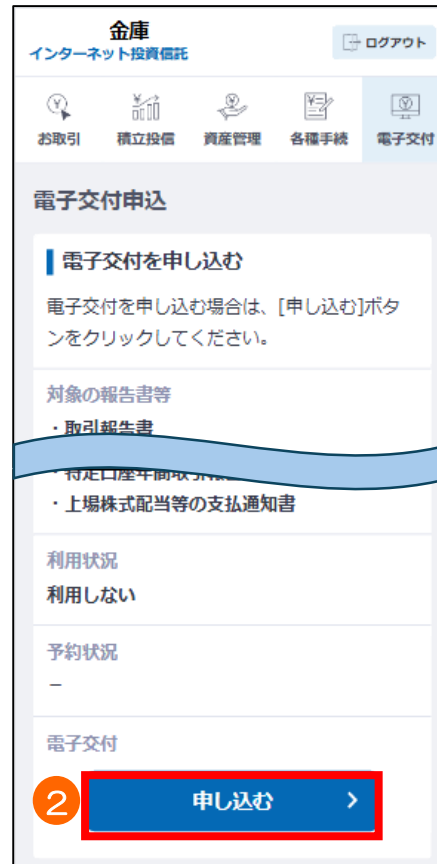 金庫
インターネット投資信託
ログアウト
お取引 積立投信 資産管理 各種手続 電子交付
電子交付申込
電子交付を申し込む
電子交付を申し込む場合は、[申し込む]ボタ
ンをクリックしてください。
対象の報告書等
・取引報告書
・上場株式配当等の支払通知書
利用状況
利用しない
予約状況
－
電子交付
2
申し込む